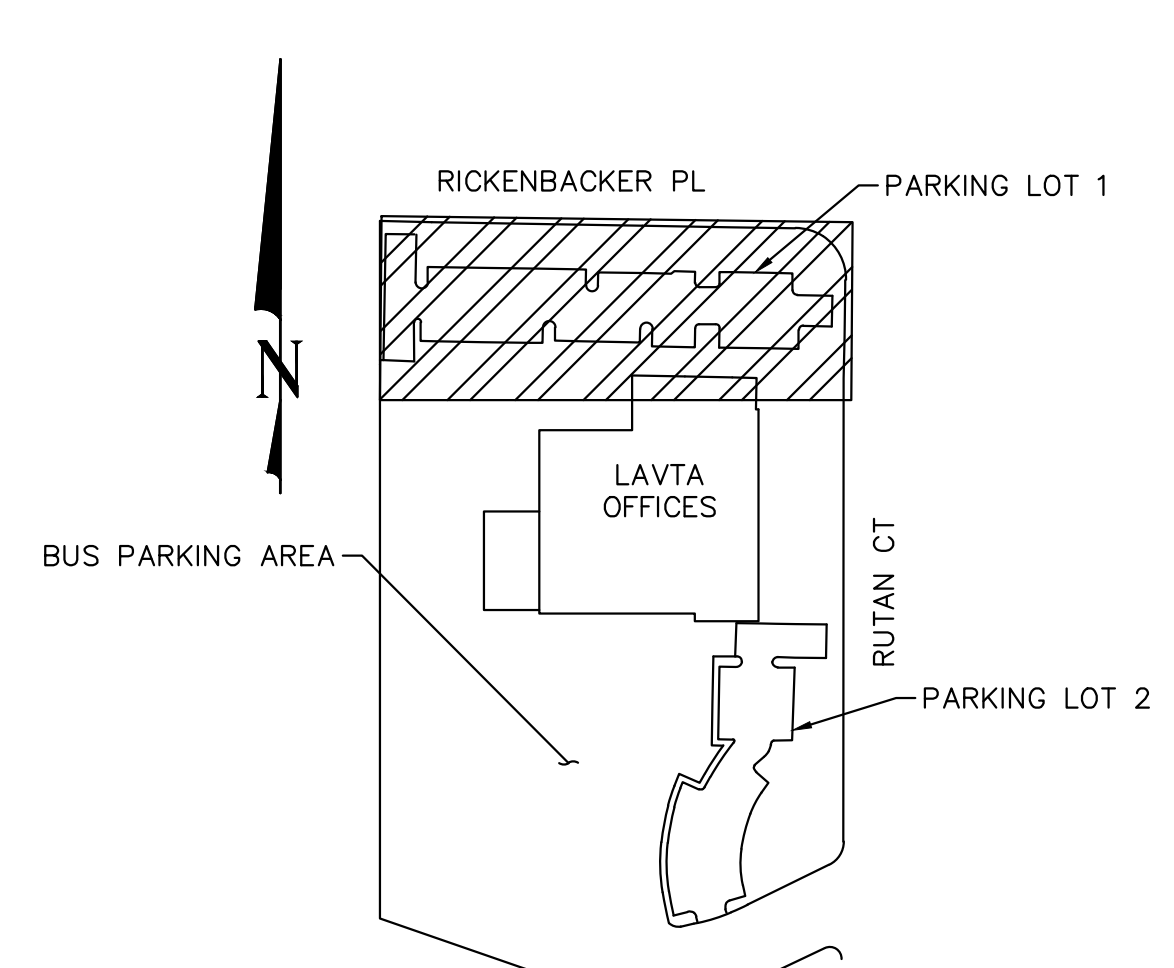 RICKENBACKER PL
PARKING LOT 1
N
LAVTA
OFFICES
BUS PARKING AREA
RUTAN CT
PARKING LOT 2